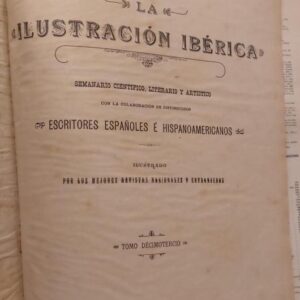 LA
ILUSTRACIÓN IBÉRICA
SEMANARIO CIENTÍFICO, LITERARIO Y ARTÍSTICO
CON LA COLABORACIÓN DE DISTINGUIDOS
ESCRITORES ESPAÑOLES É HISPANOAMERICANOS
ILUSTRADO
POR LOS MEJORES ARTISTAS NACIONALES Y EXTRANJEROS
TOMO DÉCIMOTERCIO